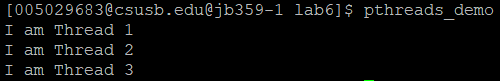 [005029683@csusb.edu@jb359-1 lab6]$ pthreads_demo
I am Thread 1
I am Thread 2
I am Thread 3